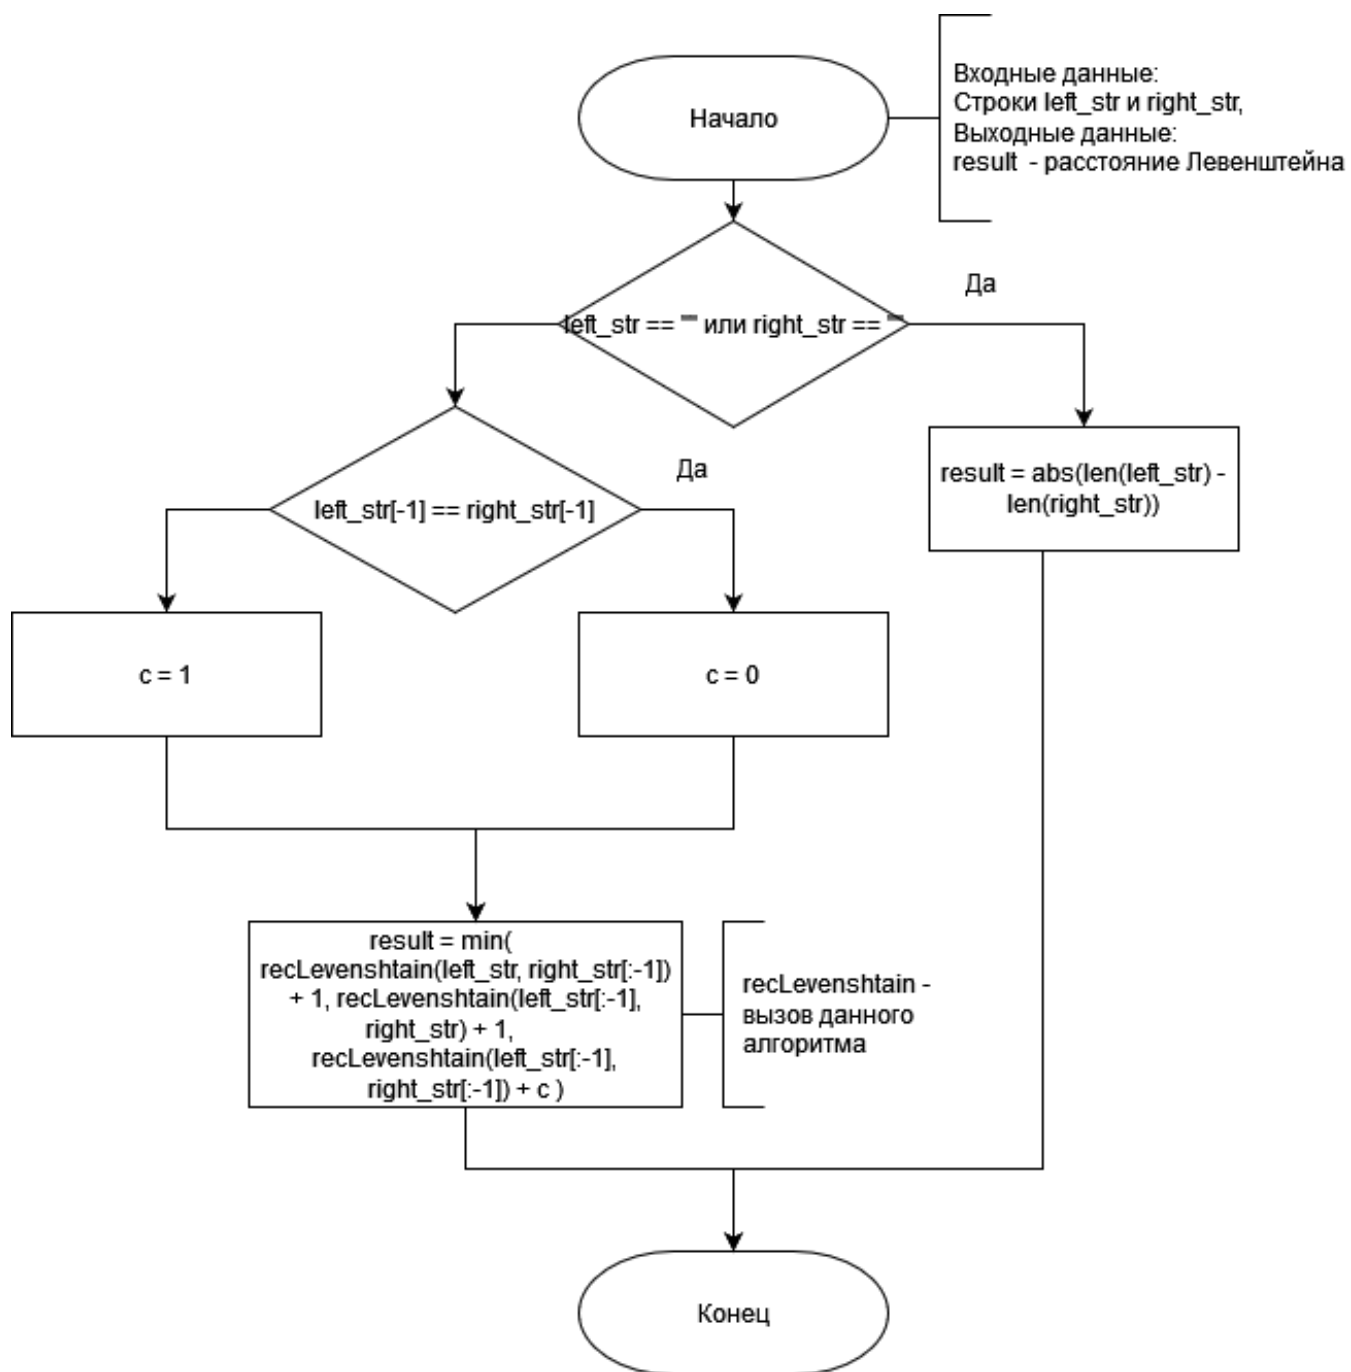 Начало
Входные данные:
Строки left_str и right_str,
Выходные данные:
result - расстояние Левенштейна
left_str == "" или right_str == ""
Да
left_str[-1] == right_str[-1]
Да
result = abs(len(left_str) -
len(right_str))
c = 1
c = 0
result = min(
recLevenshtain(left_str, right_str[:-1])
+ 1, recLevenshtain(left_str[:-1],
right_str) + 1,
recLevenshtain(left_str[:-1],
right_str[:-1]) + c )
recLevenshtain -
вызов данного
алгоритма
Конец